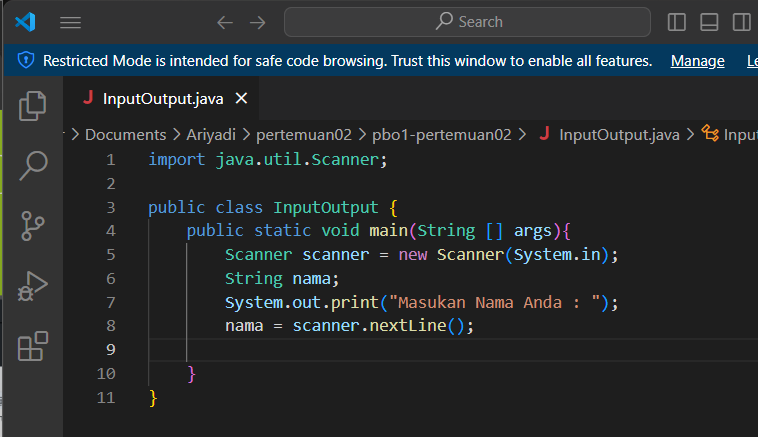 Search
Restricted Mode is intended for safe code browsing. Trust this window to enable all features. Manage Le
J InputOutput.java ×
r > Documents > Ariyadi > pertemuan02 > pbo1-pertemuan02 > J InputOutput.java > Inpu
1 import java.util.Scanner;
2
3 public class InputOutput {
4 public static void main(String [] args){
5 Scanner scanner = new Scanner(System.in);
6 String nama;
7 System.out.print("Masukan Nama Anda : ");
8 nama = scanner.nextLine();
9
10 }
11 }